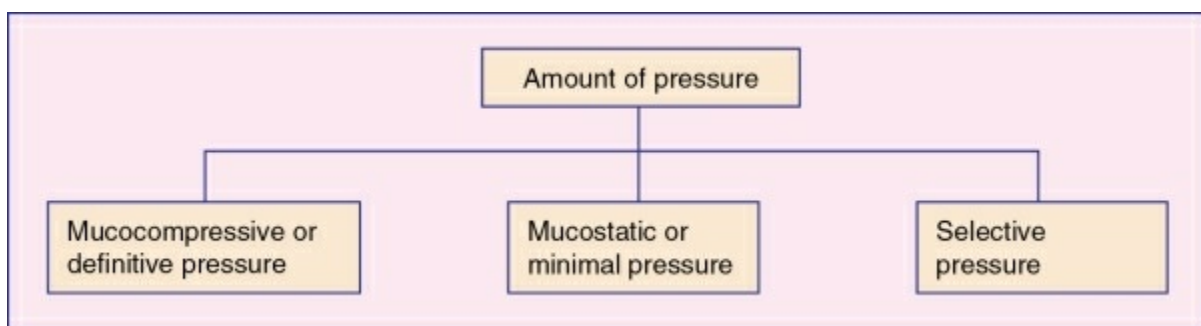 Amount of pressure
Mucocompressive or
definitive pressure
Mucostatic or
minimal pressure
Selective
pressure